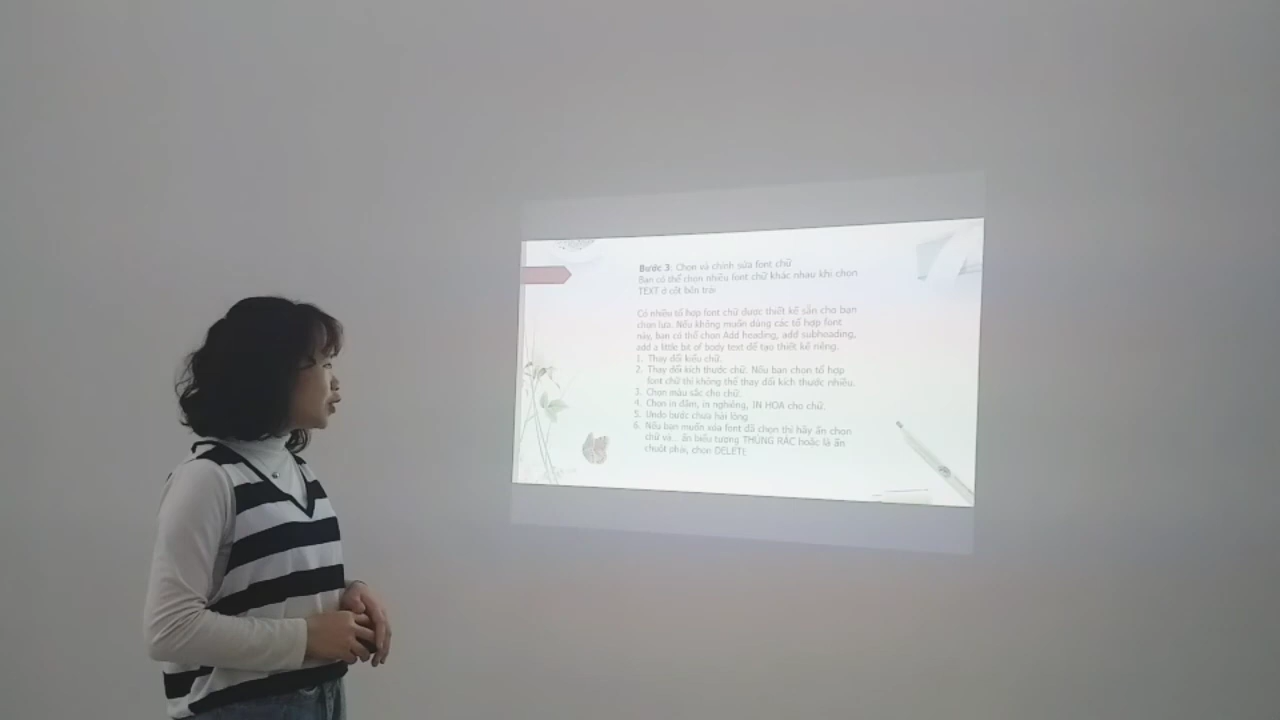 Bước 3: Chọn và chỉnh sửa font chữ
Bạn có thể chọn nhiều font chữ khác nhau khi chọn
TEXT ở cột bên trái
Có nhiều tổ hợp font chữ được thiết kế sẵn cho bạn
chọn lựa. Nếu không muốn dùng các tổ hợp font
này, bạn có thể chọn Add heading, add subheading,
add a little bit of body text để tạo thiết kế riêng.
1. Thay đổi kiểu chữ.
2. Thay đổi kích thước chữ. Nếu bạn chọn tổ hợp
font chữ thì không thể thay đổi kích thước nhiều.
3. Chọn màu sắc cho chữ.
4. Chọn in đậm, in nghiêng, IN HOA cho chữ.
5. Undo bước chưa hài lòng
6. Nếu bạn muốn xóa font đã chọn thì hãy ấn chọn
chữ và... ấn biểu tượng THÙNG RÁC hoặc là ấn
chuột phải, chọn DELETE